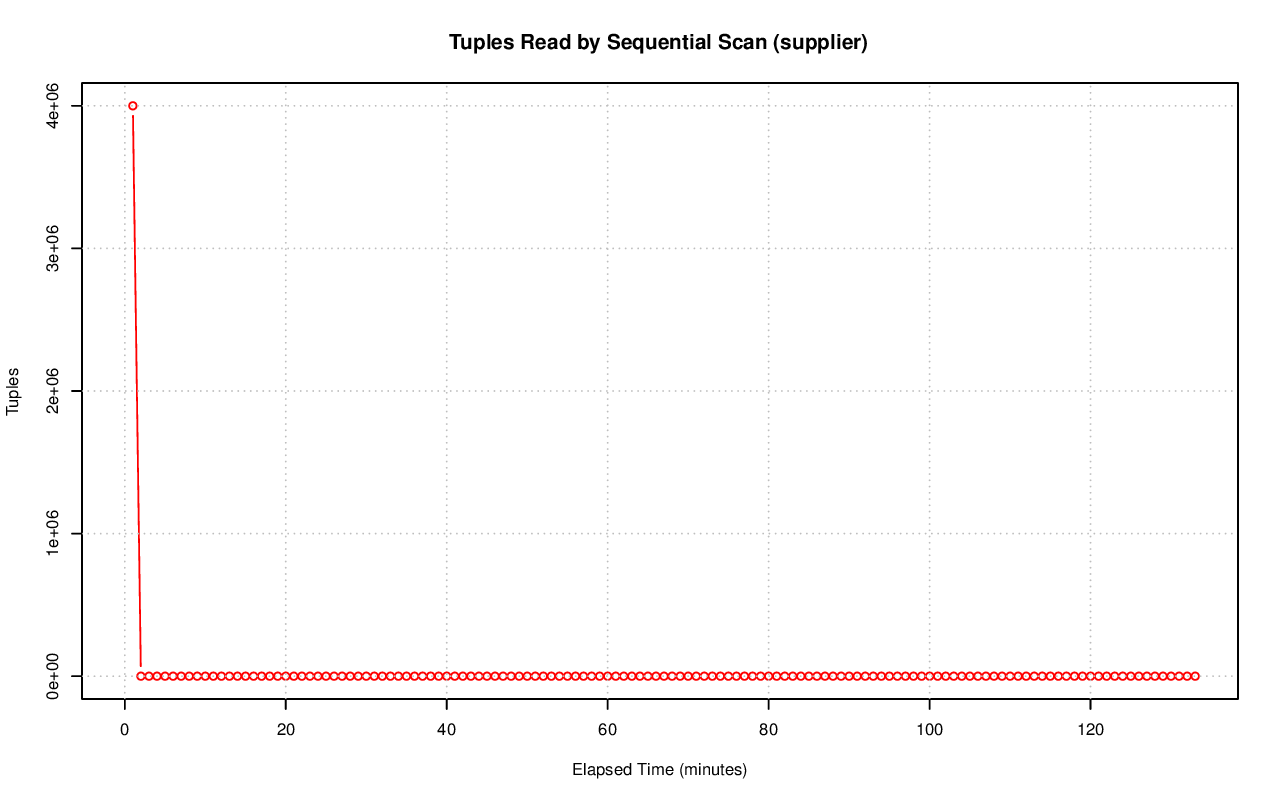 Tuples Read by Sequential Scan (supplier)
4e+06
3e+06
2e+06
1e+06
0e+00
Tuples
0 20 40 60 80 100 120
Elapsed Time (minutes)